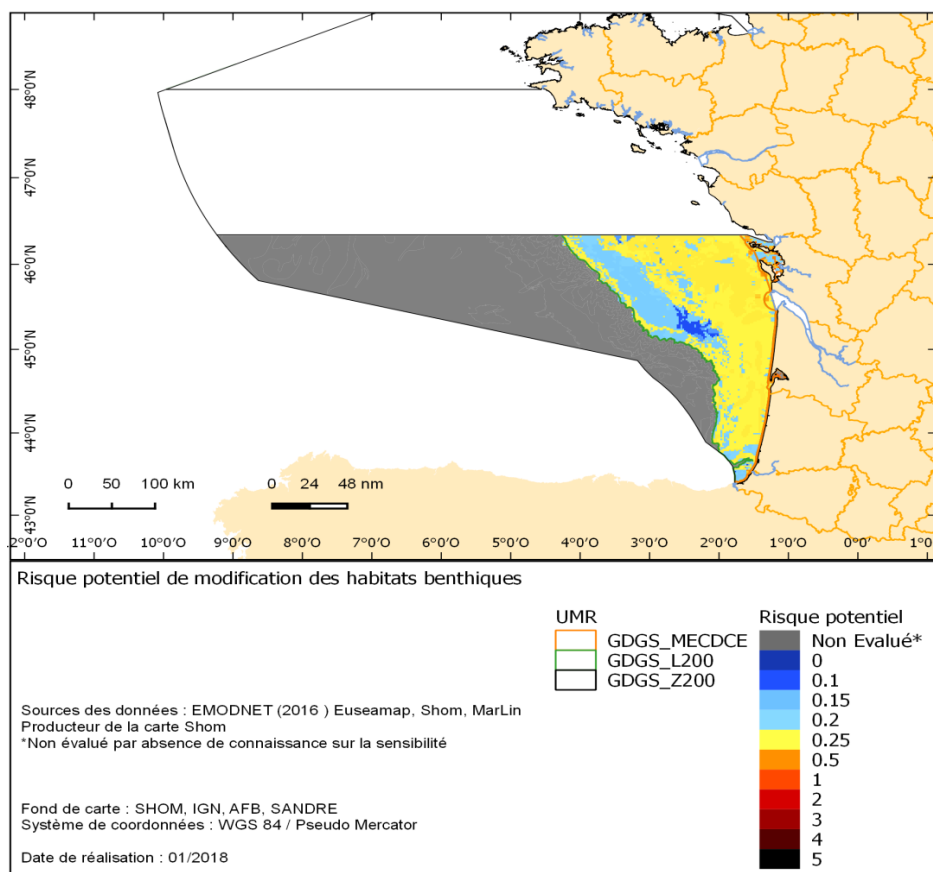 48°0'N
47°0'N
46°0'N
45°0'N
44°0'N
43°0'N
0 50 100 km
0 24 48 nm
2°0'O 11°0'O 10°0'O 9°0'O 8°0'O 7°0'O 6°0'O 5°0'O 4°0'O 3°0'O 2°0'O 1°0'O 0°0' 1°0
Risque potentiel de modification des habitats benthiques
UMR
GDGS_MECDCE
GDGS_L200
GDGS_Z200
Risque potentiel
Non Evalué*
0
0.1
0.15
0.2
0.25
0.5
1
2
3
4
5
Sources des données : EMODNET (2016 ) Euseamap, Shom, MarLin
Producteur de la carte Shom
*Non évalué par absence de connaissance sur la sensibilité
Fond de carte : SHOM, IGN, AFB, SANDRE
Système de coordonnées : WGS 84 / Pseudo Mercator
Date de réalisation : 01/2018